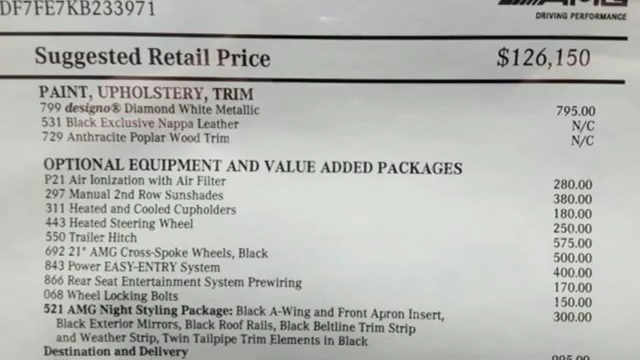 DF7FE7KB233971
DRIVING PERFORMANCE
Suggested Retail Price $126,150
PAINT, UPHOLSTERY, TRIM
799 designo® Diamond White Metallic 795.00
531 Black Exclusive Nappa Leather N/C
729 Anthracite Poplar Wood Trim N/C
OPTIONAL EQUIPMENT AND VALUE ADDED PACKAGES
P21 Air Ionization with Air Filter 280.00
297 Manual 2nd Row Sunshades 380.00
311 Heated and Cooled Cupholders 180.00
443 Heated Steering Wheel 250.00
550 Trailer Hitch 575.00
692 21" AMG Cross-Spoke Wheels, Black 500.00
843 Power EASY-ENTRY System 400.00
866 Rear Seat Entertainment System Prewiring 170.00
068 Wheel Locking Bolts 150.00
521 AMG Night Styling Package: Black A-Wing and Front Apron Insert, 300.00
Black Exterior Mirrors, Black Roof Rails, Black Beltline Trim Strip
and Weather Strip, Twin Tailpipe Trim Elements in Black
Destination and Delivery 995.00